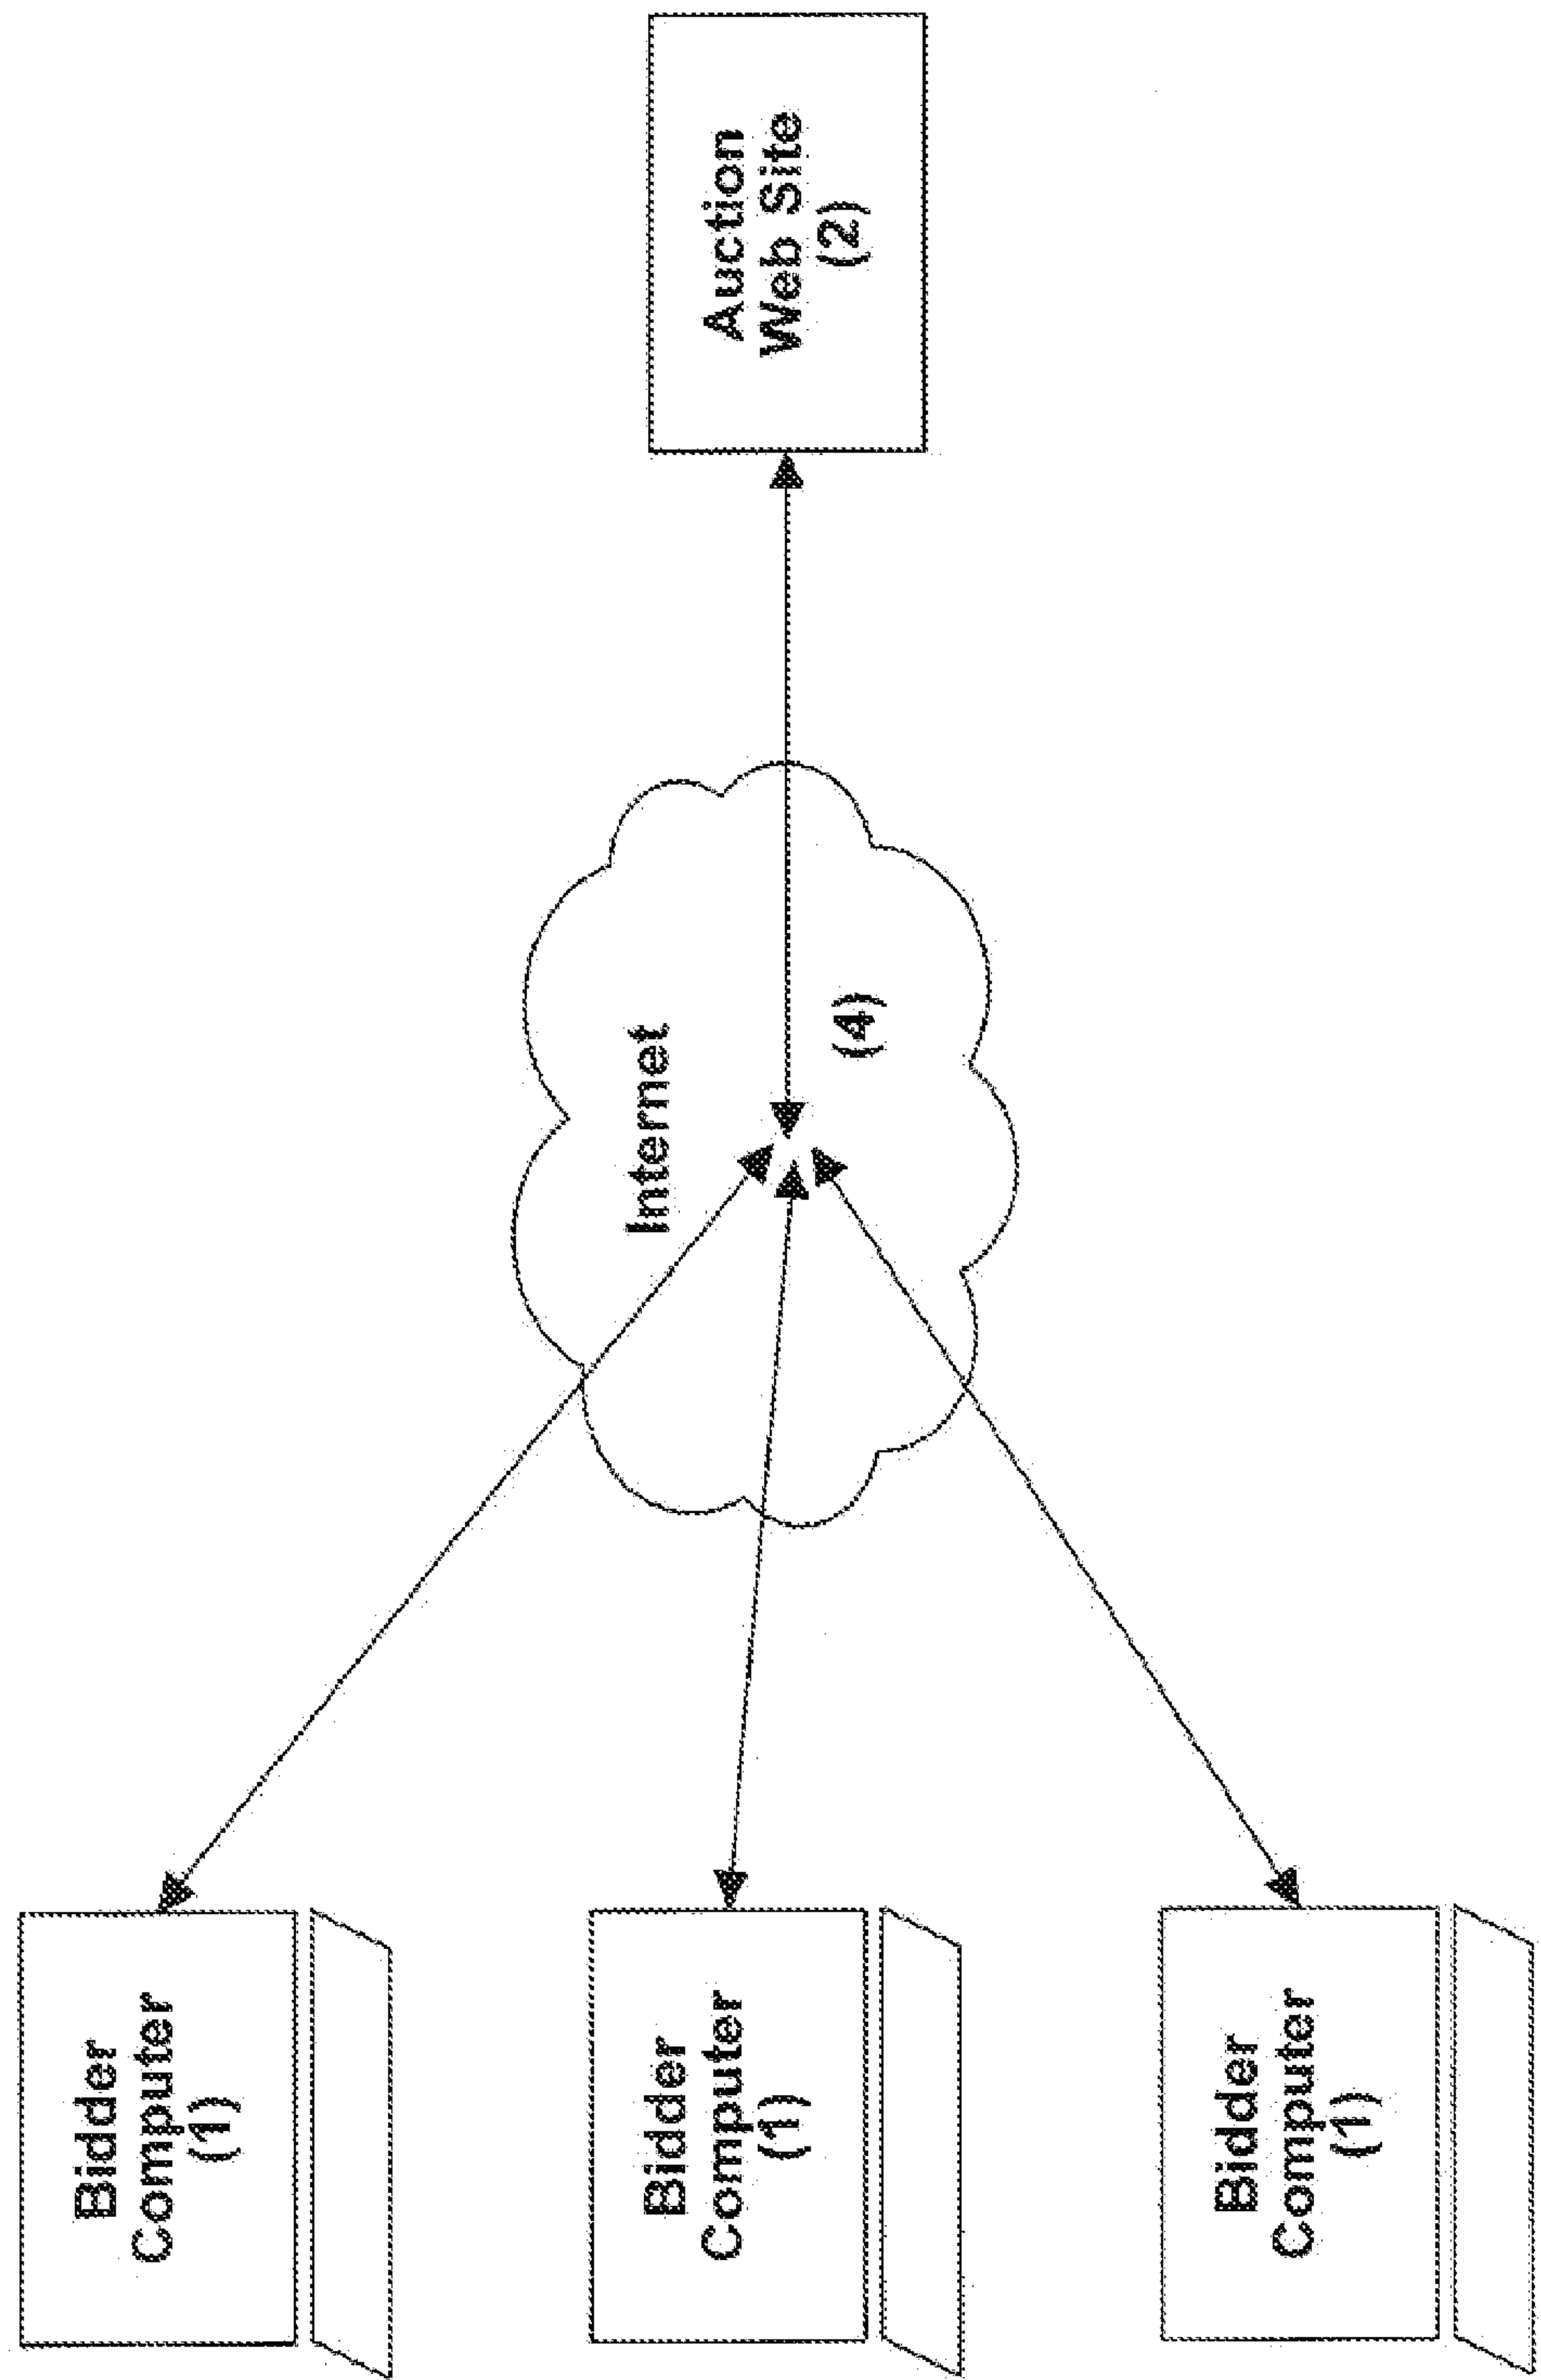 Bidder
Computer
(1)
Bidder
Computer
(1)
Bidder
Computer
(1)
Internet
(4)
Auction
Web Site
(2)